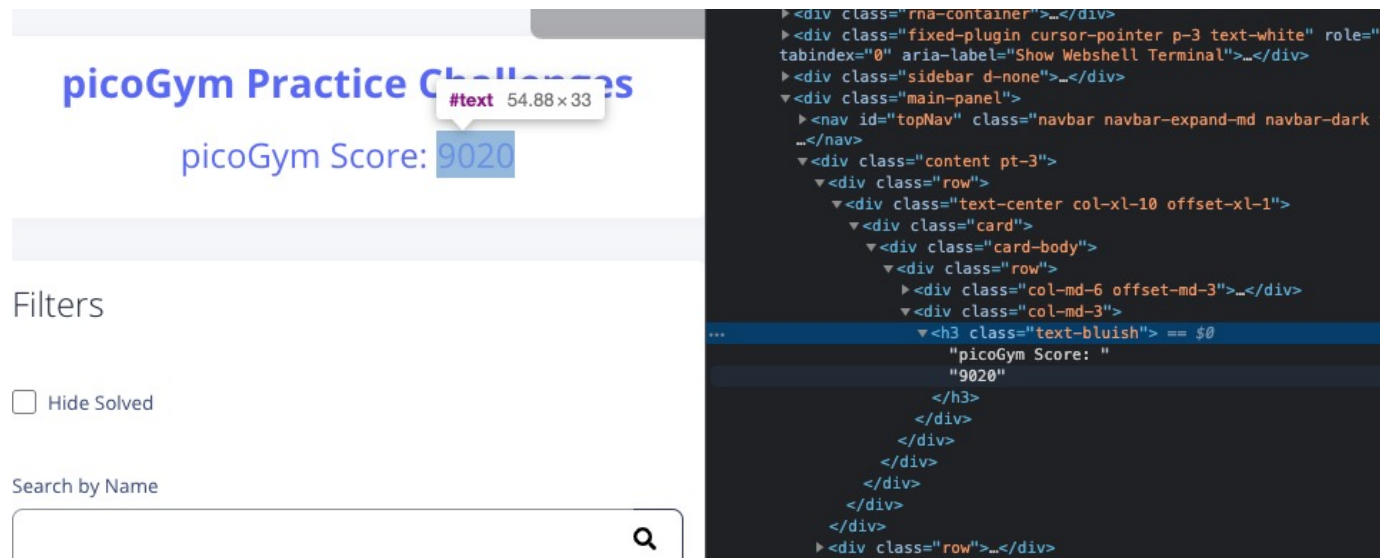 picoGym Practice Challenges
#text 54.88×33
picoGym Score: 9020
Filters
Hide Solved
Search by Name
<div class="rna-container">…</div>
<div class="fixed-plugin cursor-pointer p-3 text-white" role="
tabindex="0" aria-label="Show Webshell Terminal">…</div>
<div class="sidebar d-none">…</div>
<div class="main-panel">
<nav id="topNav" class="navbar navbar-expand-md navbar-dark
…</nav>
<div class="content pt-3">
<div class="row">
<div class="text-center col-xl-10 offset-xl-1">
<div class="card">
<div class="card-body">
<div class="row">
<div class="col-md-6 offset-md-3">…</div>
<div class="col-md-3">
… <h3 class="text-bluish"> == $0
"picoGym Score: "
"9020"
</h3>
</div>
</div>
</div>
</div>
</div>
</div>
<div class="row">…</div>